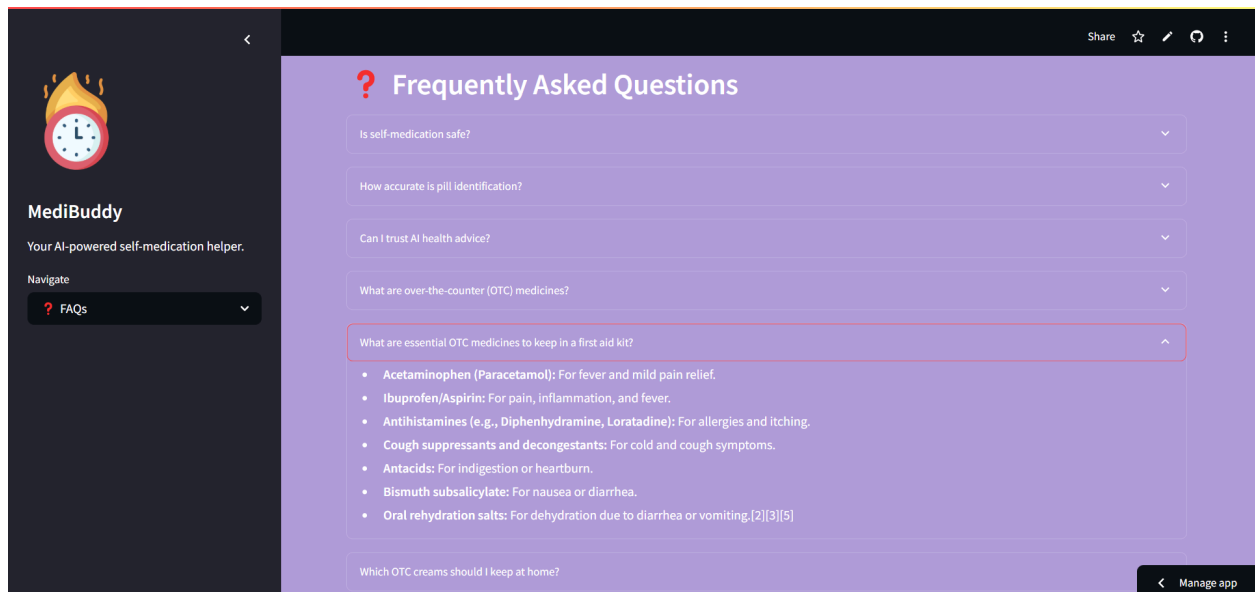 Share
❓ Frequently Asked Questions
Is self-medication safe?
How accurate is pill identification?
MediBuddy
Your AI-powered self-medication helper.
Can I trust AI health advice?
Navigate
❓ FAQs
What are over-the-counter (OTC) medicines?
What are essential OTC medicines to keep in a first aid kit?
• Acetaminophen (Paracetamol): For fever and mild pain relief.
• Ibuprofen/Aspirin: For pain, inflammation, and fever.
• Antihistamines (e.g., Diphenhydramine, Loratadine): For allergies and itching.
• Cough suppressants and decongestants: For cold and cough symptoms.
• Antacids: For indigestion or heartburn.
• Bismuth subsalicylate: For nausea or diarrhea.
• Oral rehydration salts: For dehydration due to diarrhea or vomiting.[2][3][5]
Which OTC creams should I keep at home?
Manage app